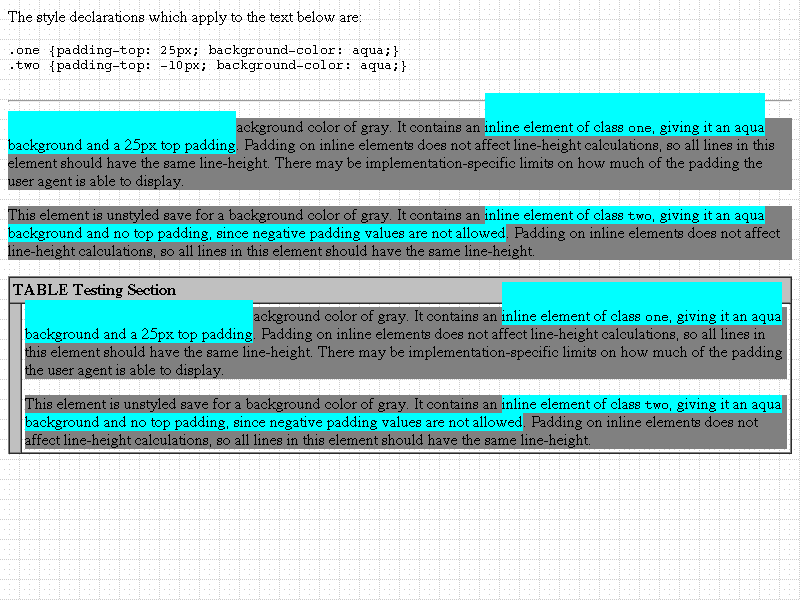 The style declarations which apply to the text below are:
.one {padding-top: 25px; background-color: aqua;}
.two {padding-top: -10px; background-color: aqua;}
ackground color of gray. It contains an inline element of class one, giving it an aqua
background and a 25px top padding. Padding on inline elements does not affect line-height calculations, so all lines in this
element should have the same line-height. There may be implementation-specific limits on how much of the padding the
user agent is able to display.
This element is unstyled save for a background color of gray. It contains an inline element of class two, giving it an aqua
background and no top padding, since negative padding values are not allowed. Padding on inline elements does not affect
line-height calculations, so all lines in this element should have the same line-height.
TABLE Testing Section
ackground color of gray. It contains an inline element of class one, giving it an aqua
background and a 25px top padding. Padding on inline elements does not affect line-height calculations, so all lines in
this element should have the same line-height. There may be implementation-specific limits on how much of the padding
the user agent is able to display.
This element is unstyled save for a background color of gray. It contains an inline element of class two, giving it an aqua
background and no top padding, since negative padding values are not allowed. Padding on inline elements does not
affect line-height calculations, so all lines in this element should have the same line-height.